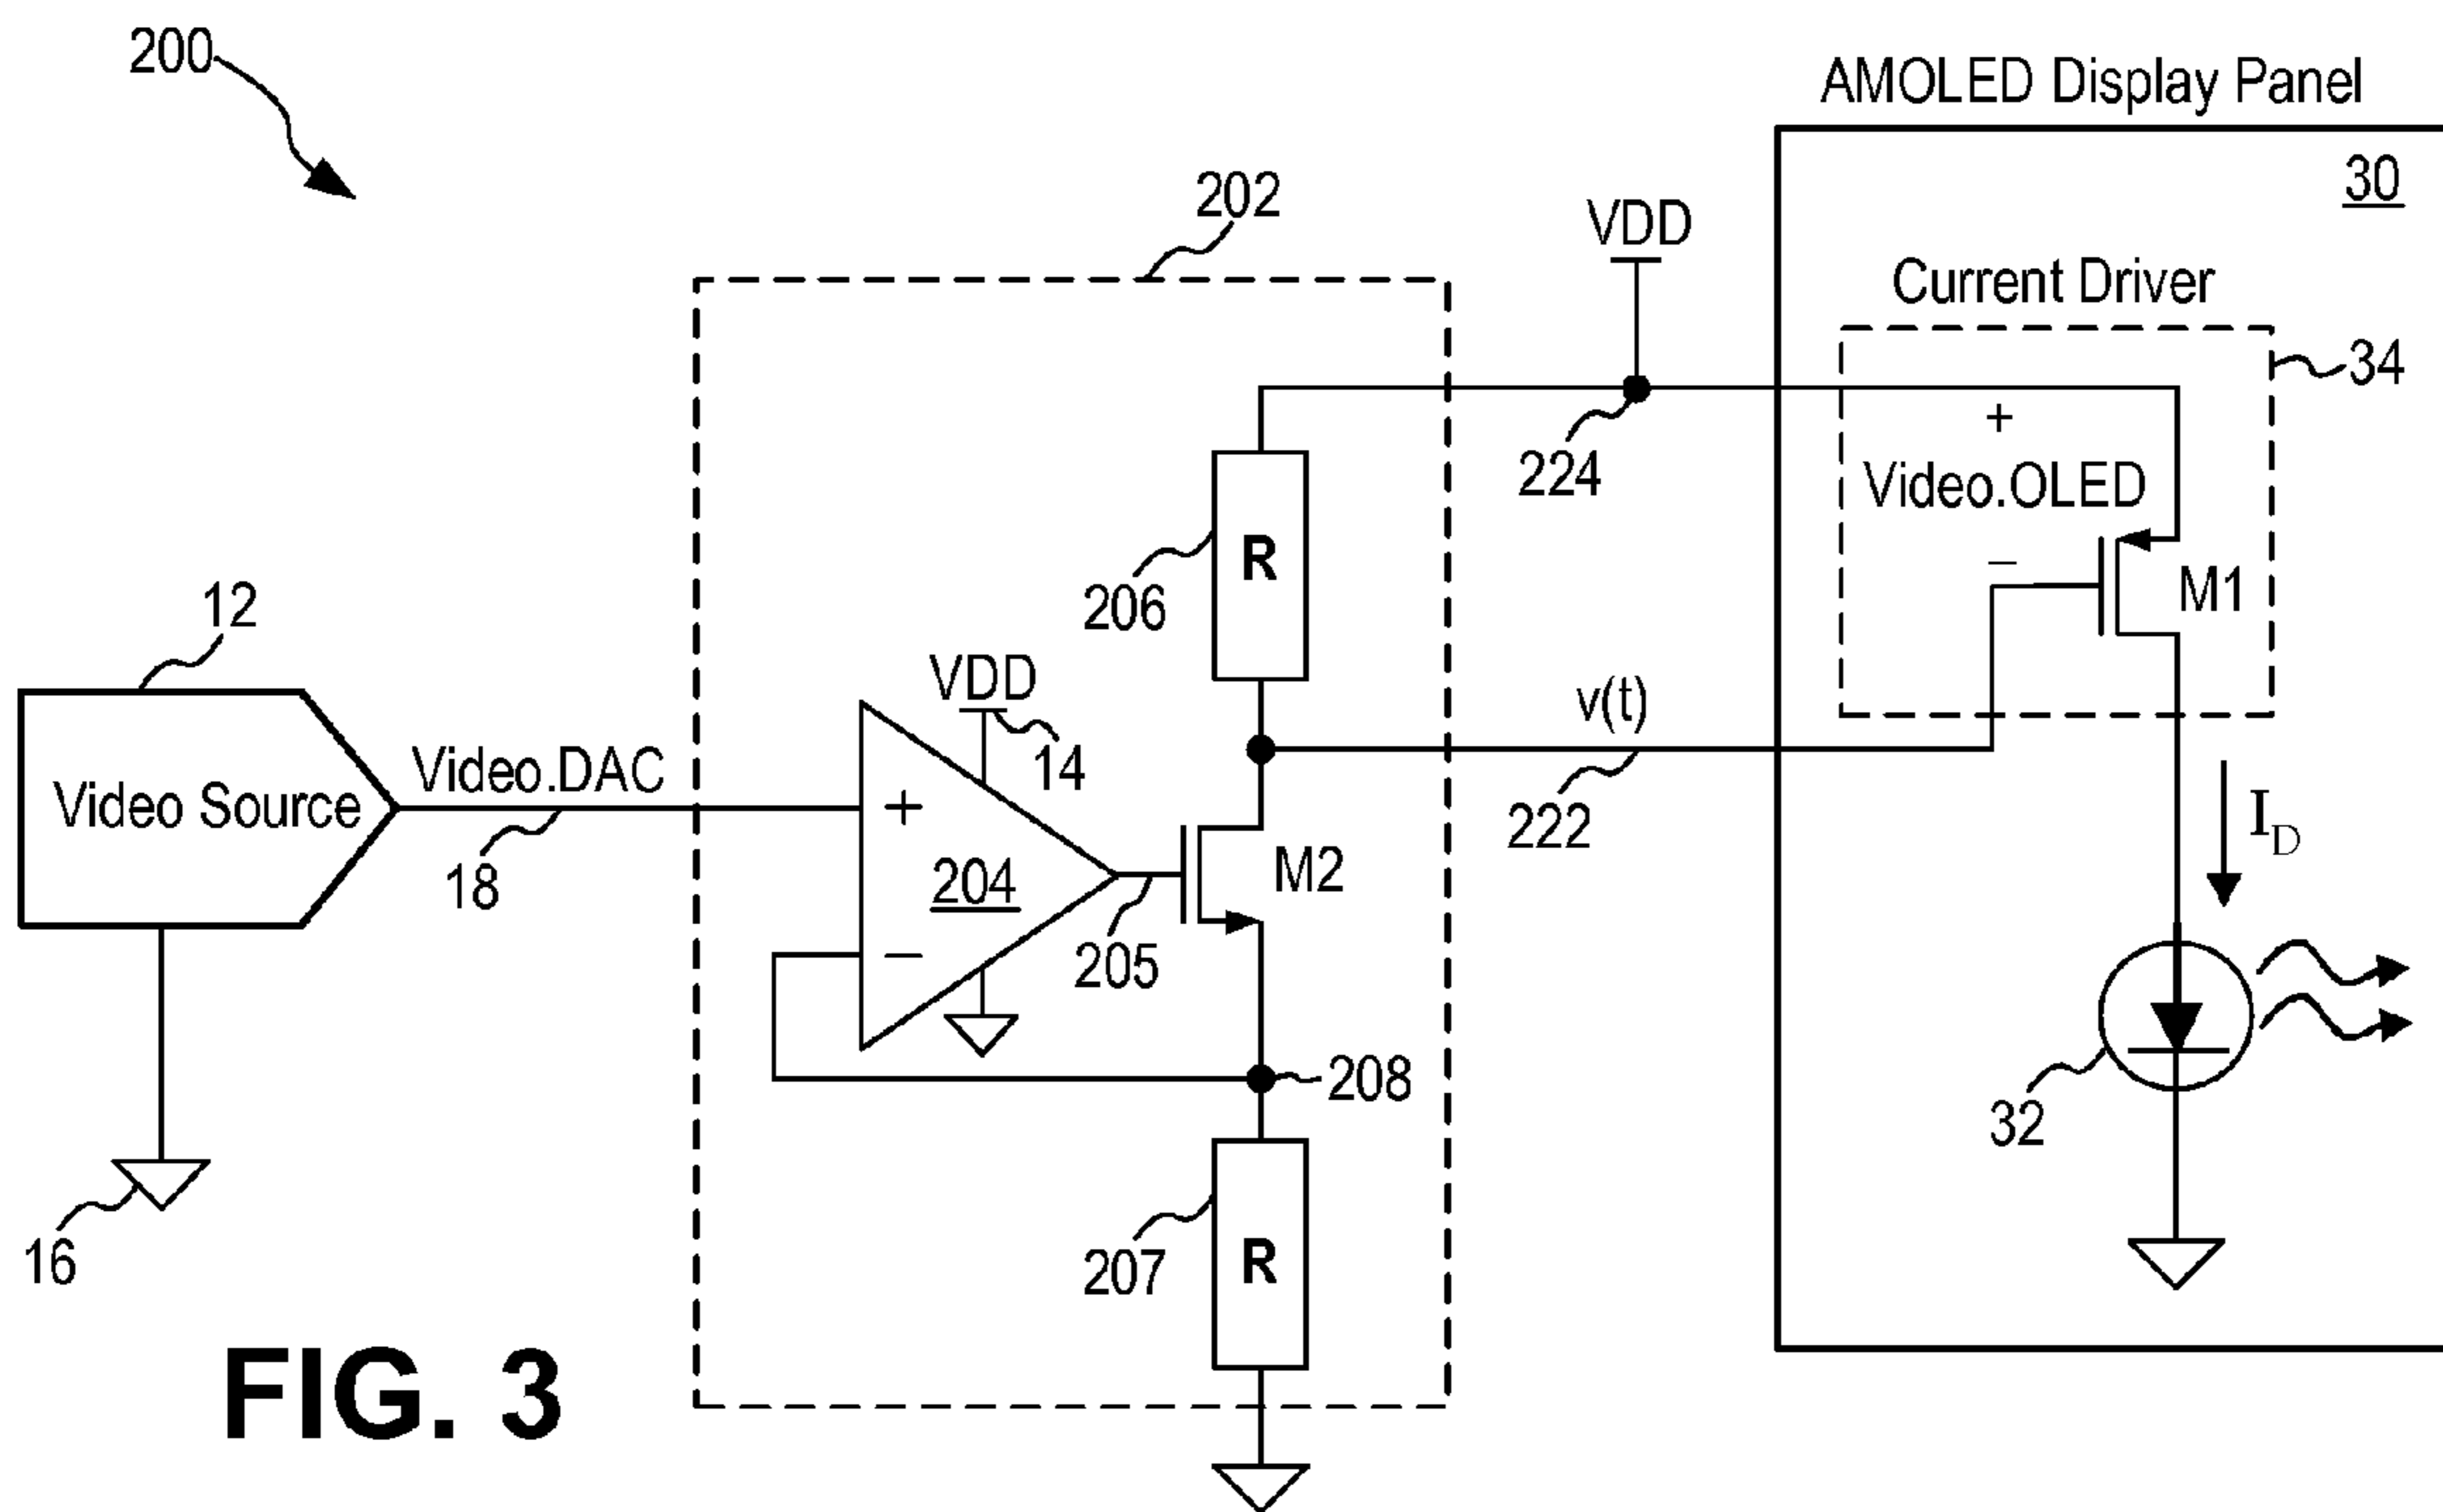 200
AMOLED Display Panel
30
202
VDD
Current Driver
34
+
224
Video.OLED
R
206
–
M1
12
VDD
14
v(t)
Video.DAC
Video Source
+
222
I_D
18
204
M2
–
205
208
32
16
207
R
FIG. 3